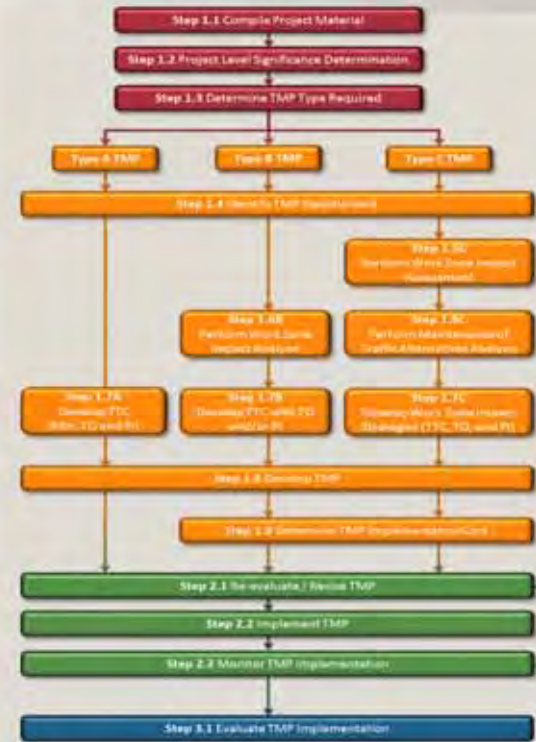 Step 1.1 Compile Project Material
Step 1.2 Project Level Significance Determination
Step 1.3 Determine TMP Type Required
Type A TMP
Type B TMP
Type C TMP
Step 1.4 Identify TMP
Step 1.5C
Perform Work Zone Impact
Assessment
Step 1.6B
Perform Work Zone
Impact Analysis
Step 1.6C
Perform Maintenance of
Traffic Alternatives Analysis
Step 1.7A
Develop TTC
TO and PI)
Step 1.7B
Develop TTC with TO
and/or PI
Step 1.7C
Develop Work Zone Impact
Strategies (TTC, TO, and PI)
Step 1.8 Develop TMP
Step 1.9 Determine TMP Implementation Cost
Step 2.1 Re-evaluate / Revise TMP
Step 2.2 Implement TMP
Step 2.3 Monitor TMP Implementation
Step 3.1 Evaluate TMP Implementation